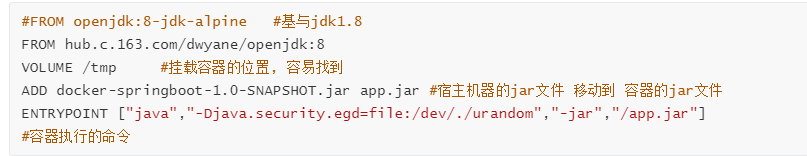 #FROM openjdk:8-jdk-alpine   #基与jdk1.8
FROM hub.c.163.com/dwyane/openjdk:8
VOLUME /tmp     #挂载容器的位置，容易找到
ADD docker-springboot-1.0-SNAPSHOT.jar app.jar #宿主机器的jar文件 移动到 容器的jar文件
ENTRYPOINT ["java","-Djava.security.egd=file:/dev/./urandom","-jar","/app.jar"]
#容器执行的命令